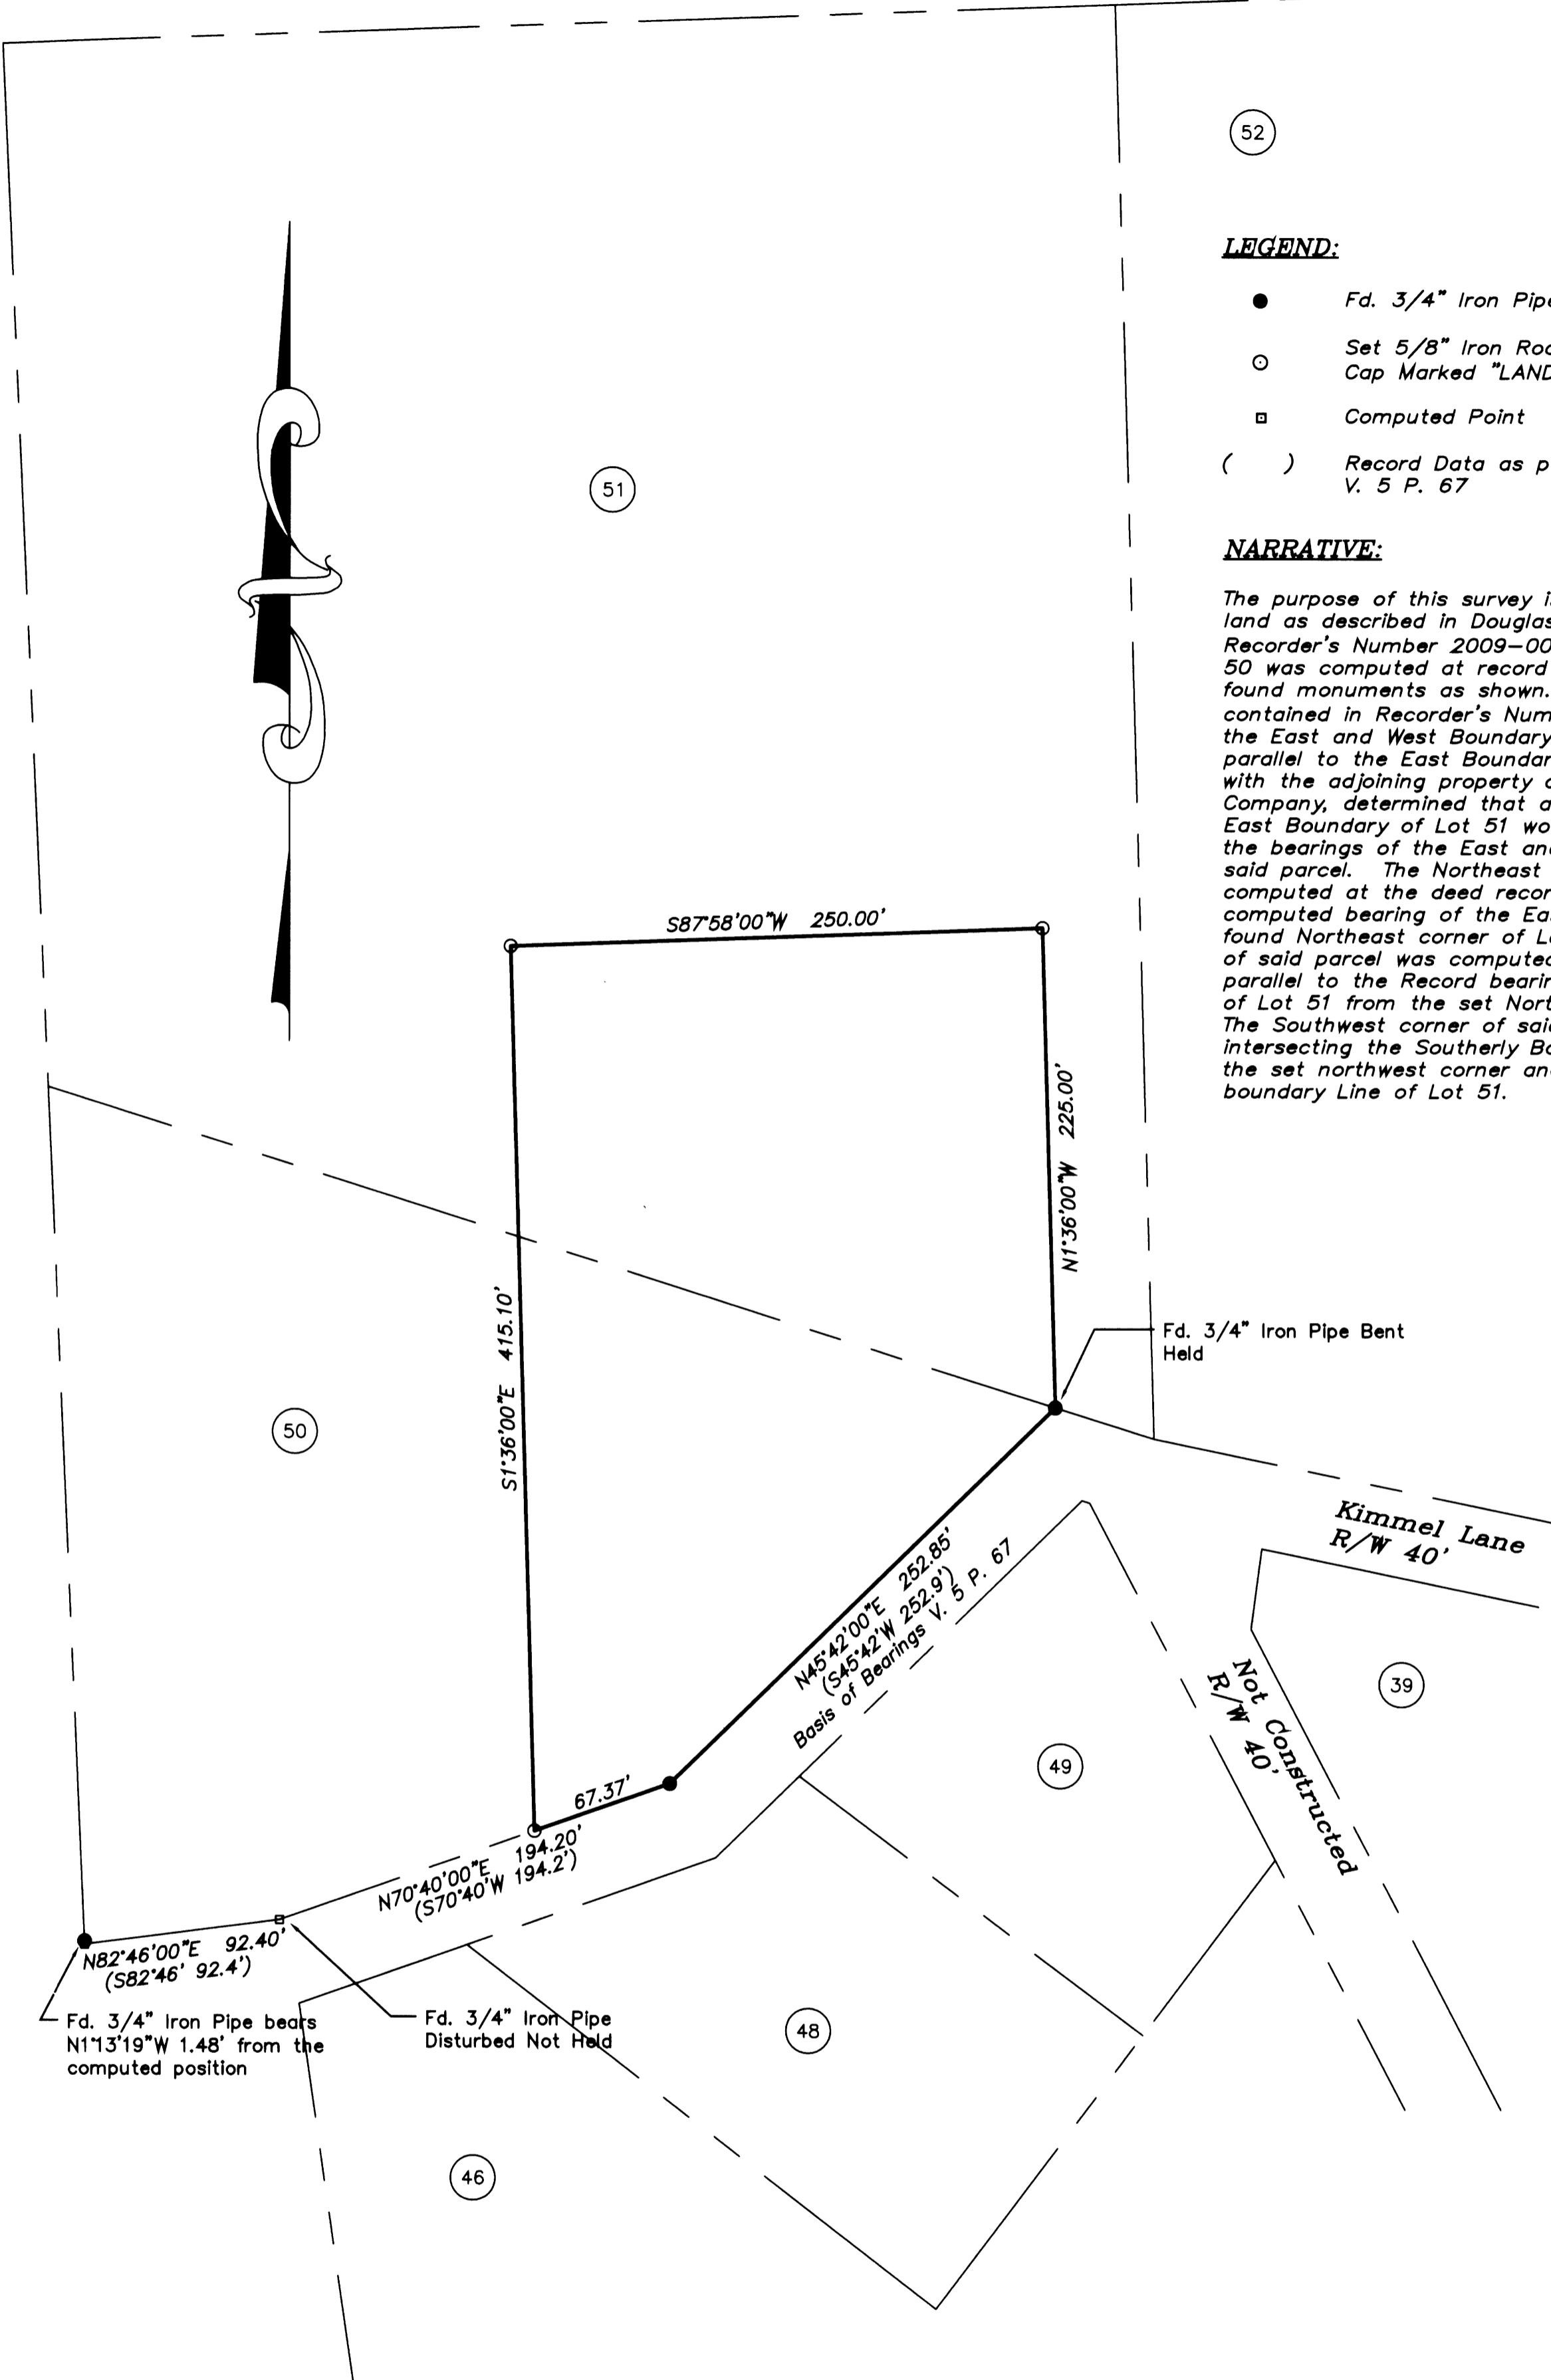 52
LEGEND:
Fd. 3/4" Iron Pipe
Set 5/8" Iron Rod
Cap Marked "LAND
Computed Point
( ) Record Data as p
V. 5 P. 67
51
NARRATIVE:
The purpose of this survey i
land as described in Douglas
Recorder's Number 2009-00
50 was computed at record
found monuments as shown.
contained in Recorder's Num
the East and West Boundary
parallel to the East Boundar
with the adjoining property o
Company, determined that a
East Boundary of Lot 51 wo
the bearings of the East an
said parcel. The Northeast
computed at the deed recor
computed bearing of the Ea
found Northeast corner of L
of said parcel was computed
parallel to the Record bearin
of Lot 51 from the set Nort
The Southwest corner of said
intersecting the Southerly Bo
the set northwest corner an
boundary Line of Lot 51.
S87°58'00"W 250.00'
N1°36'00"W 225.00'
S1°36'00"E 415.10'
Fd. 3/4" Iron Pipe Bent
Held
50
Kimmel Lane
R/W 40'
N45°42'00"E 252.85'
(S45°42'W 252.9')
Basis of Bearings V. 5 P. 67
Not Constructed
R/W 40'
39
49
67.37'
N70°40'00"E 194.20'
(S70°40'W 194.2')
N82°46'00"E 92.40'
(S82°46' 92.4')
Fd. 3/4" Iron Pipe bears
N1°13'19"W 1.48' from the
computed position
Fd. 3/4" Iron Pipe
Disturbed Not Held
48
46